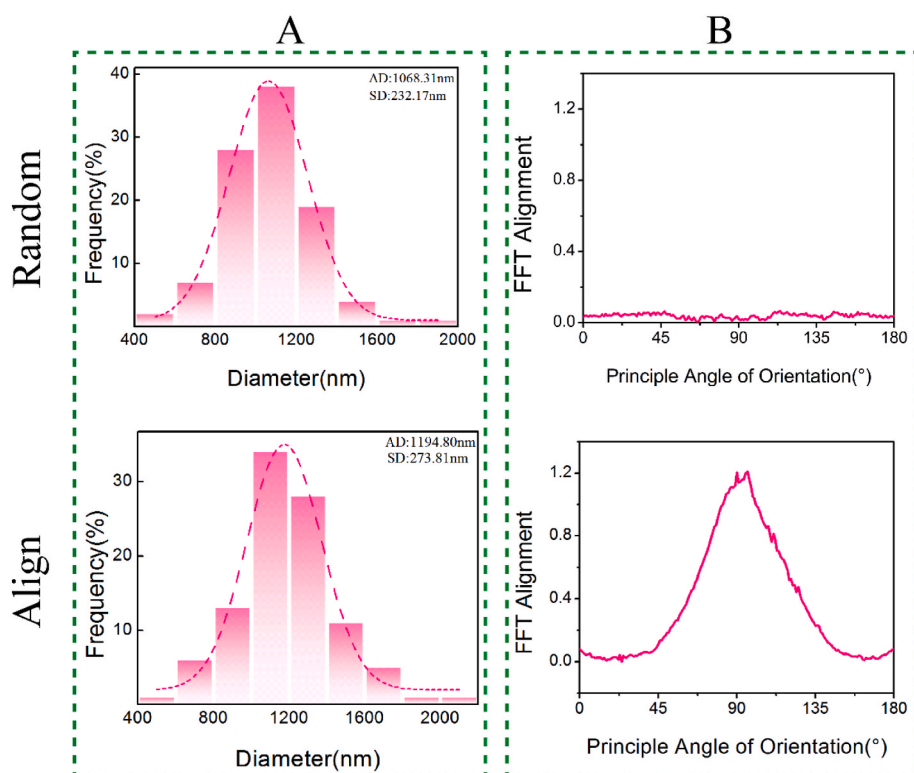 A
B
Random
Frequency(%)
40
30
20
10
400
800
1200
1600
2000
AD:1068.31nm
SD:232.17nm
Diameter(nm)
FFT Alignment
1.2
0.8
0.4
0.0
0
45
90
135
180
Principle Angle of Orientation(°)
Align
Frequency(%)
30
20
10
400
800
1200
1600
2000
AD:1194.80nm
SD:273.81nm
Diameter(nm)
FFT Alignment
1.2
0.8
0.4
0.0
0
45
90
135
180
Principle Angle of Orientation(°)